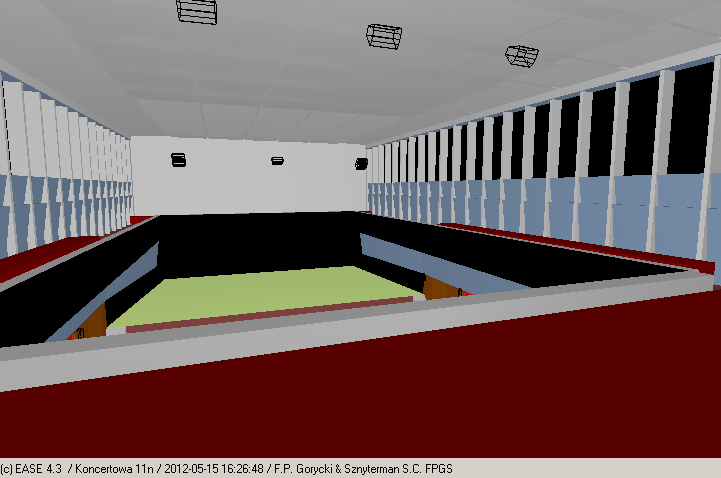 (c) EASE 4.3 / Koncertowa 11n / 2012-05-15 16:26:48 / F.P. Gorycki & Sznyterman S.C. FPGS